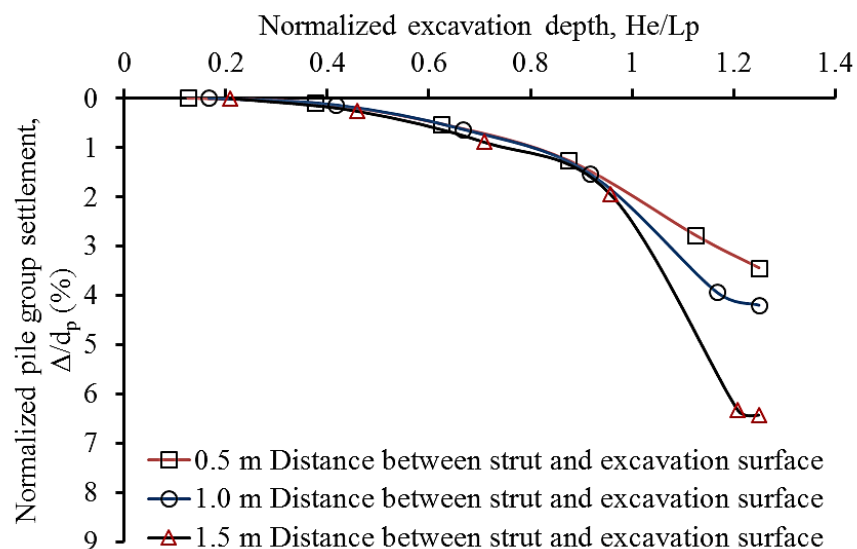 Normalized excavation depth, He/Lp
0 0.2 0.4 0.6 0.8 1 1.2 1.4
Normalized pile group settlement,
Δ/dp (%)
0
1
2
3
4
5
6
7
8
9
0.5 m Distance between strut and excavation surface
1.0 m Distance between strut and excavation surface
1.5 m Distance between strut and excavation surface